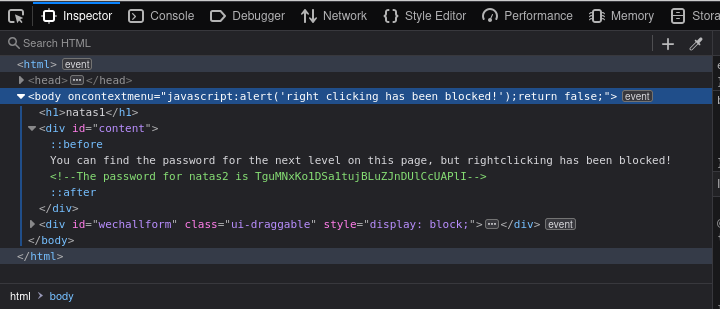 Inspector Console Debugger Network Style Editor Performance Memory Stora
Search HTML
<html> event
<head> ... </head>
<body oncontextmenu="javascript:alert('right clicking has been blocked!');return false;"> event
<h1>natas1</h1>
<div id="content">
::before
You can find the password for the next level on this page, but rightclicking has been blocked!
<!--The password for natas2 is TguMNxKo1DSa1tujBLuZJnDUlCcUAPlI-->
::after
</div>
<div id="wechallform" class="ui-draggable" style="display: block;"> ... </div> event
</body>
</html>
html > body